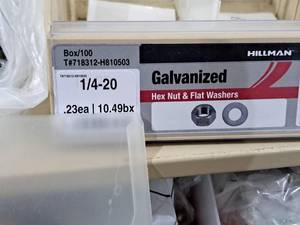 Box/100
T#718312-H810503
HILLMAN
1/4-20
.23ea | 10.49bx
Galvanized
Hex Nut & Flat Washers